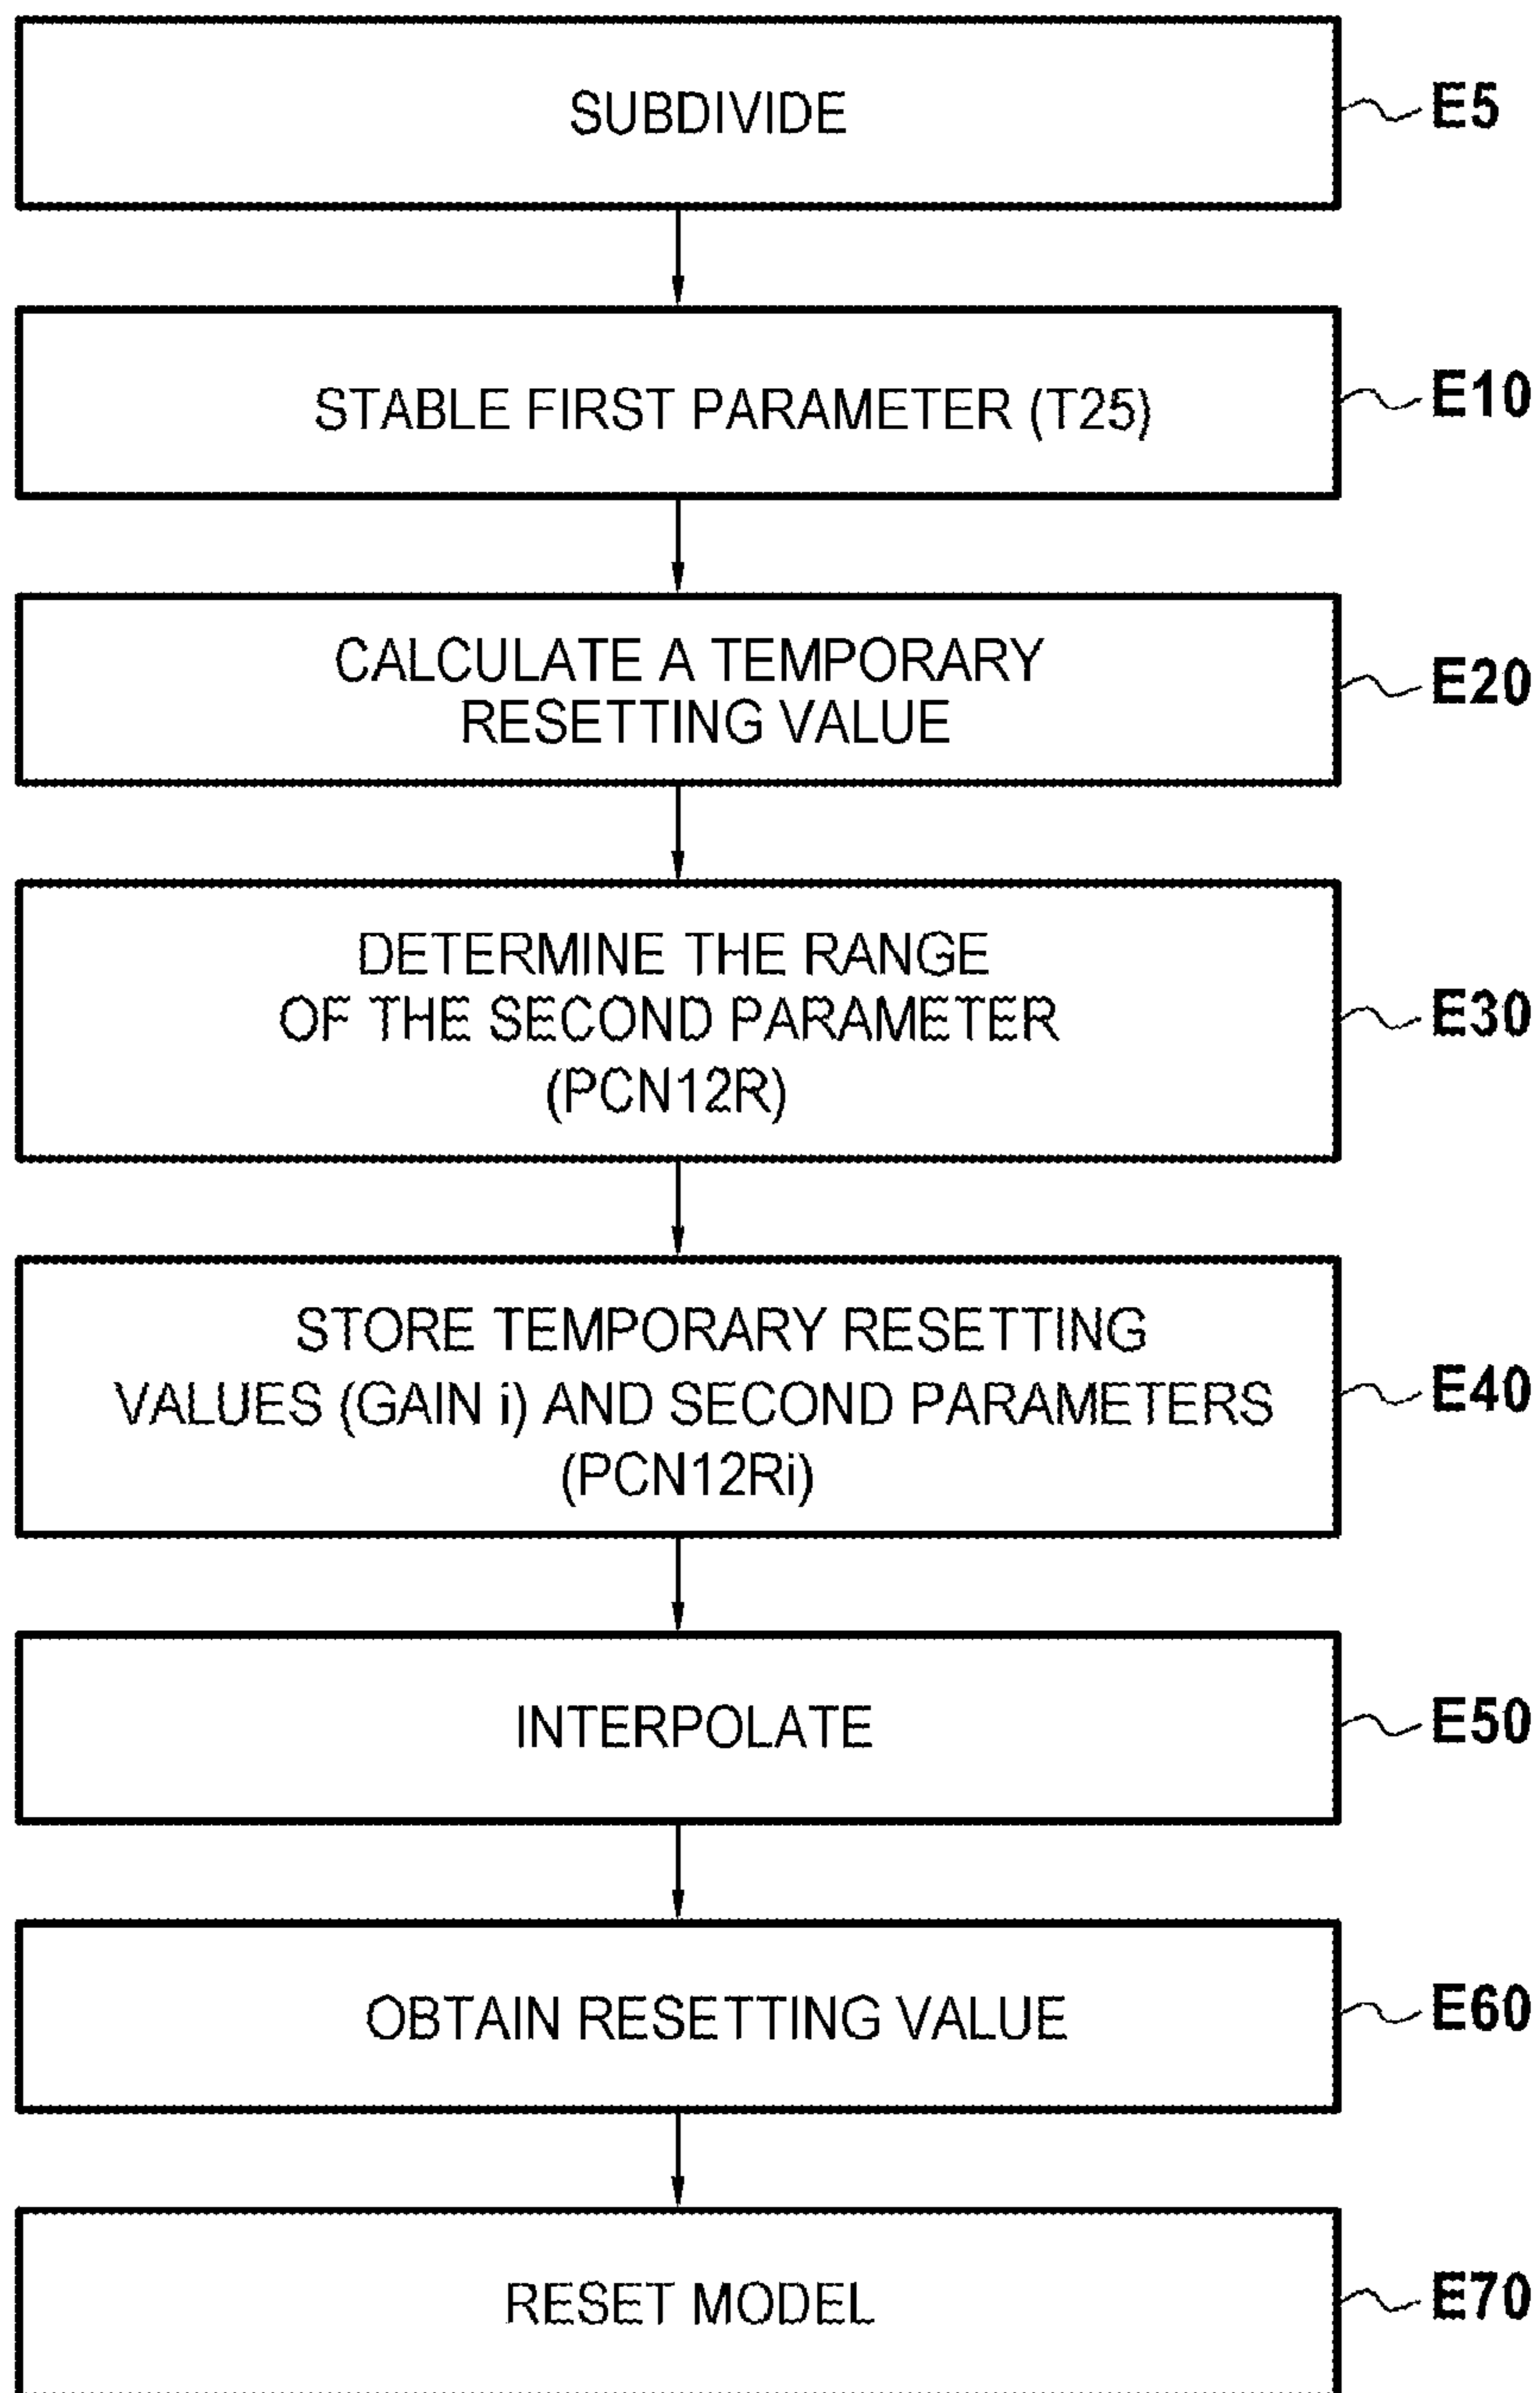 SUBDIVIDE
E5
STABLE FIRST PARAMETER (T25)
E10
CALCULATE A TEMPORARY
RESETTING VALUE
E20
DETERMINE THE RANGE
OF THE SECOND PARAMETER
(PCN12R)
E30
STORE TEMPORARY RESETTING
VALUES (GAIN i) AND SECOND PARAMETERS
(PCN12Ri)
E40
INTERPOLATE
E50
OBTAIN RESETTING VALUE
E60
RESET MODEL
E70